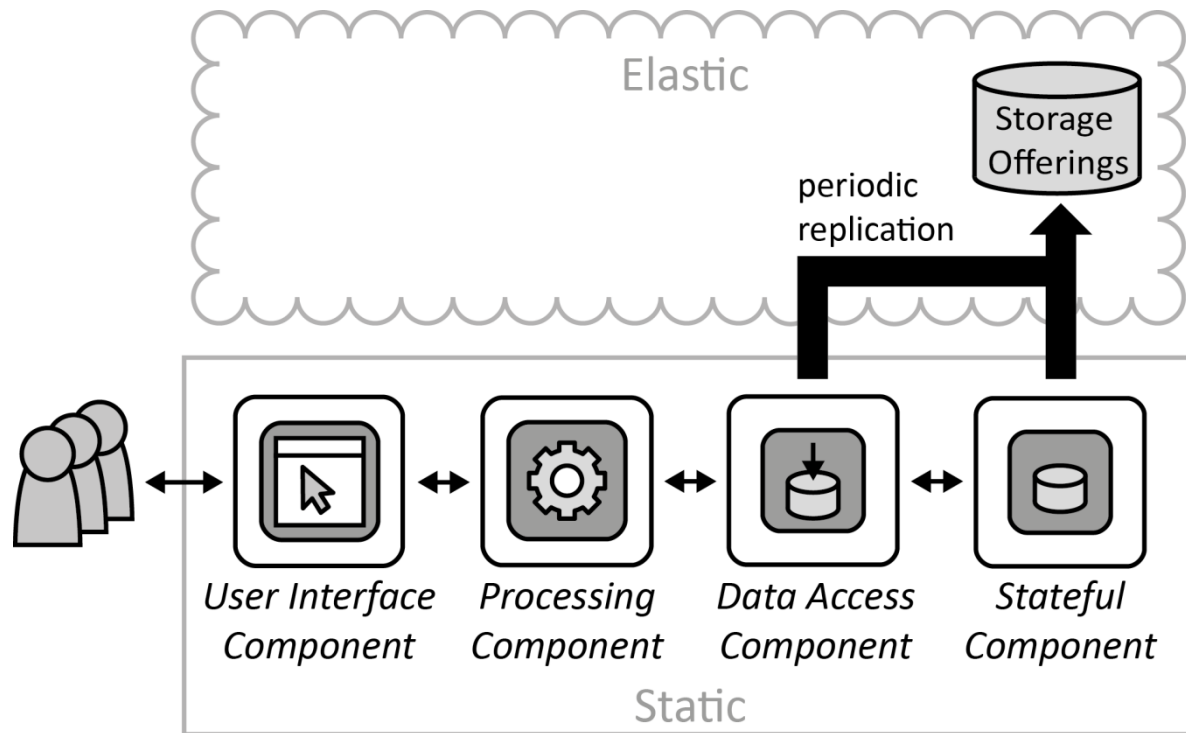 Elastic
Storage
Offerings
periodic
replication
User Interface
Component
Processing
Component
Data Access
Component
Stateful
Component
Static